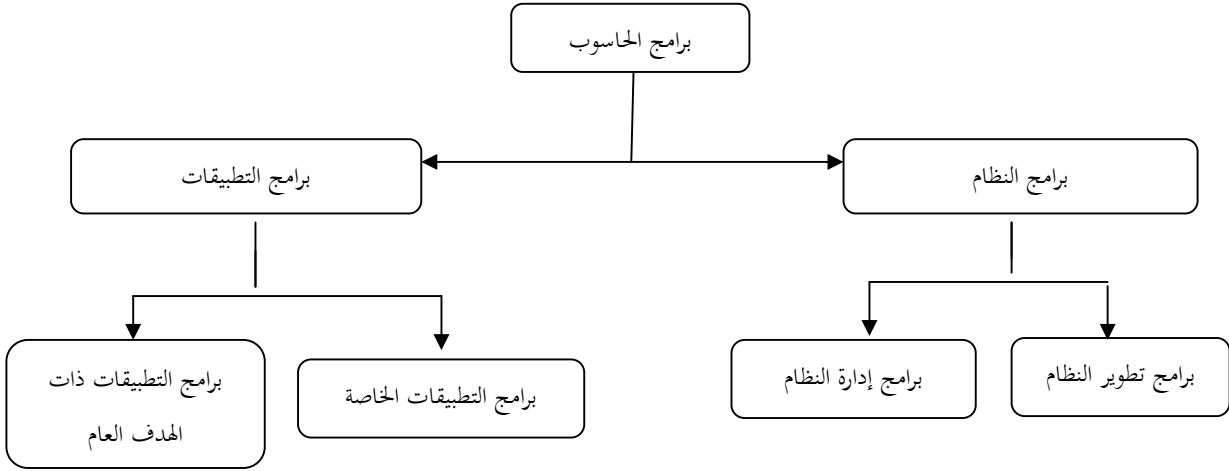 برامج الحاسوب
برامج النظام
برامج التطبيقات
برامج تطوير النظام
برامج إدارة النظام
برامج التطبيقات الخاصة
برامج التطبيقات ذات
الهدف العام